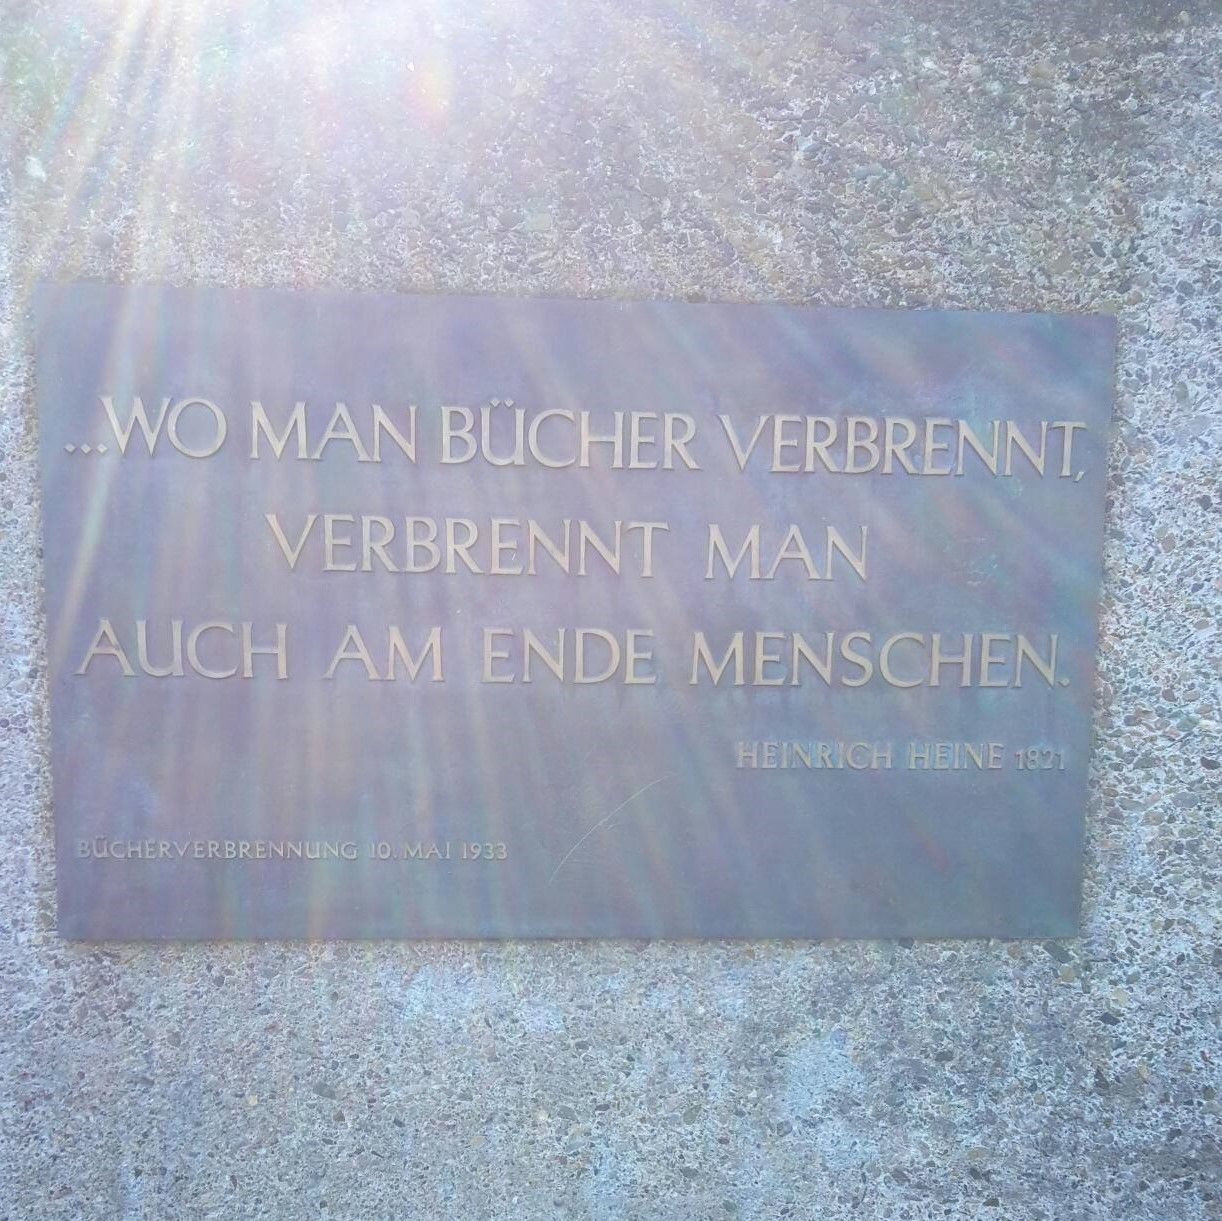 ...WO MAN BÜCHER VERBRENNT,
VERBRENNT MAN
AUCH AM ENDE MENSCHEN.
HEINRICH HEINE 1821
BÜCHERVERBRENNUNG 10. MAI 1933